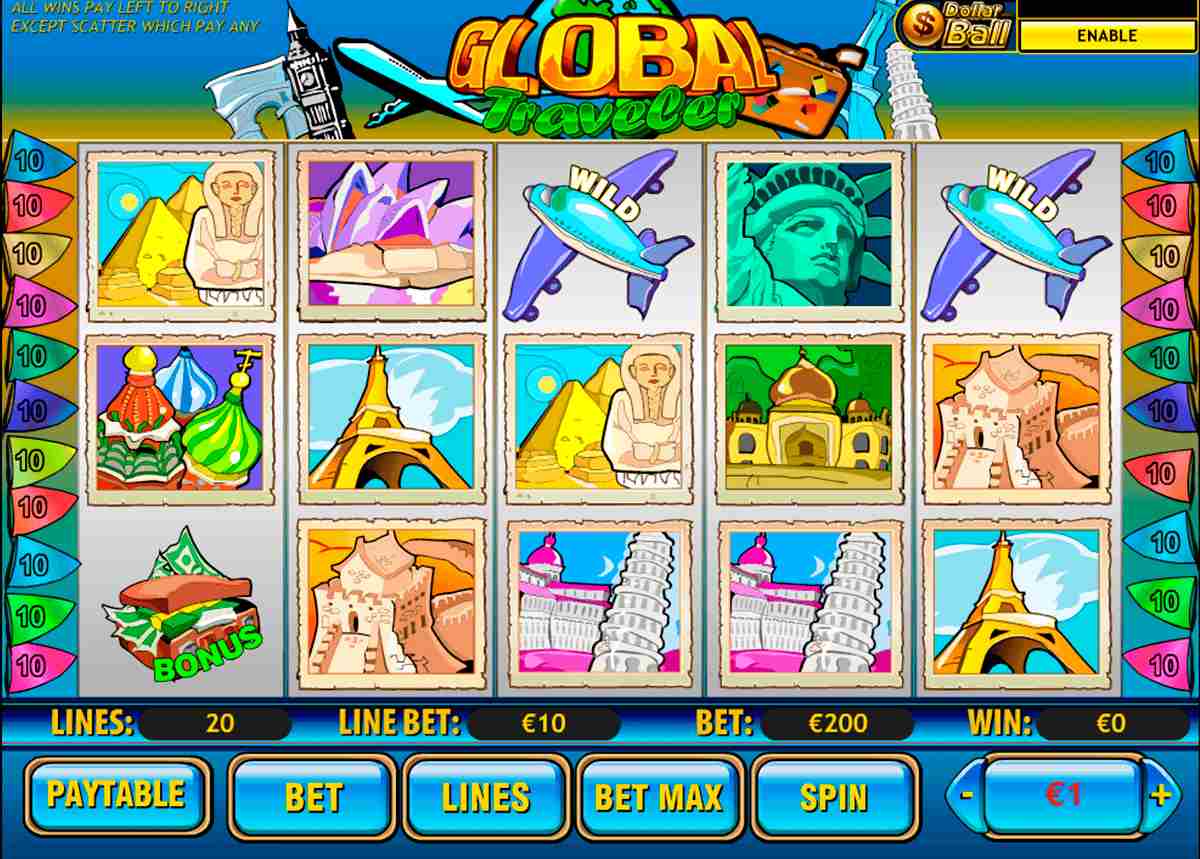 ALL WINS PAY LEFT TO RIGHT
EXCEPT SCATTER WHICH PAY ANY
GLOBAL
Traveler
$
Dollar
Ball
ENABLE
10
10
10
10
10
10
10
10
10
10
10
WILD
WILD
BONUS
10
10
10
10
10
10
10
10
10
10
LINES: 20 LINE BET: €10 BET: €200 WIN: €0
PAYTABLE BET LINES BET MAX SPIN - €1 +